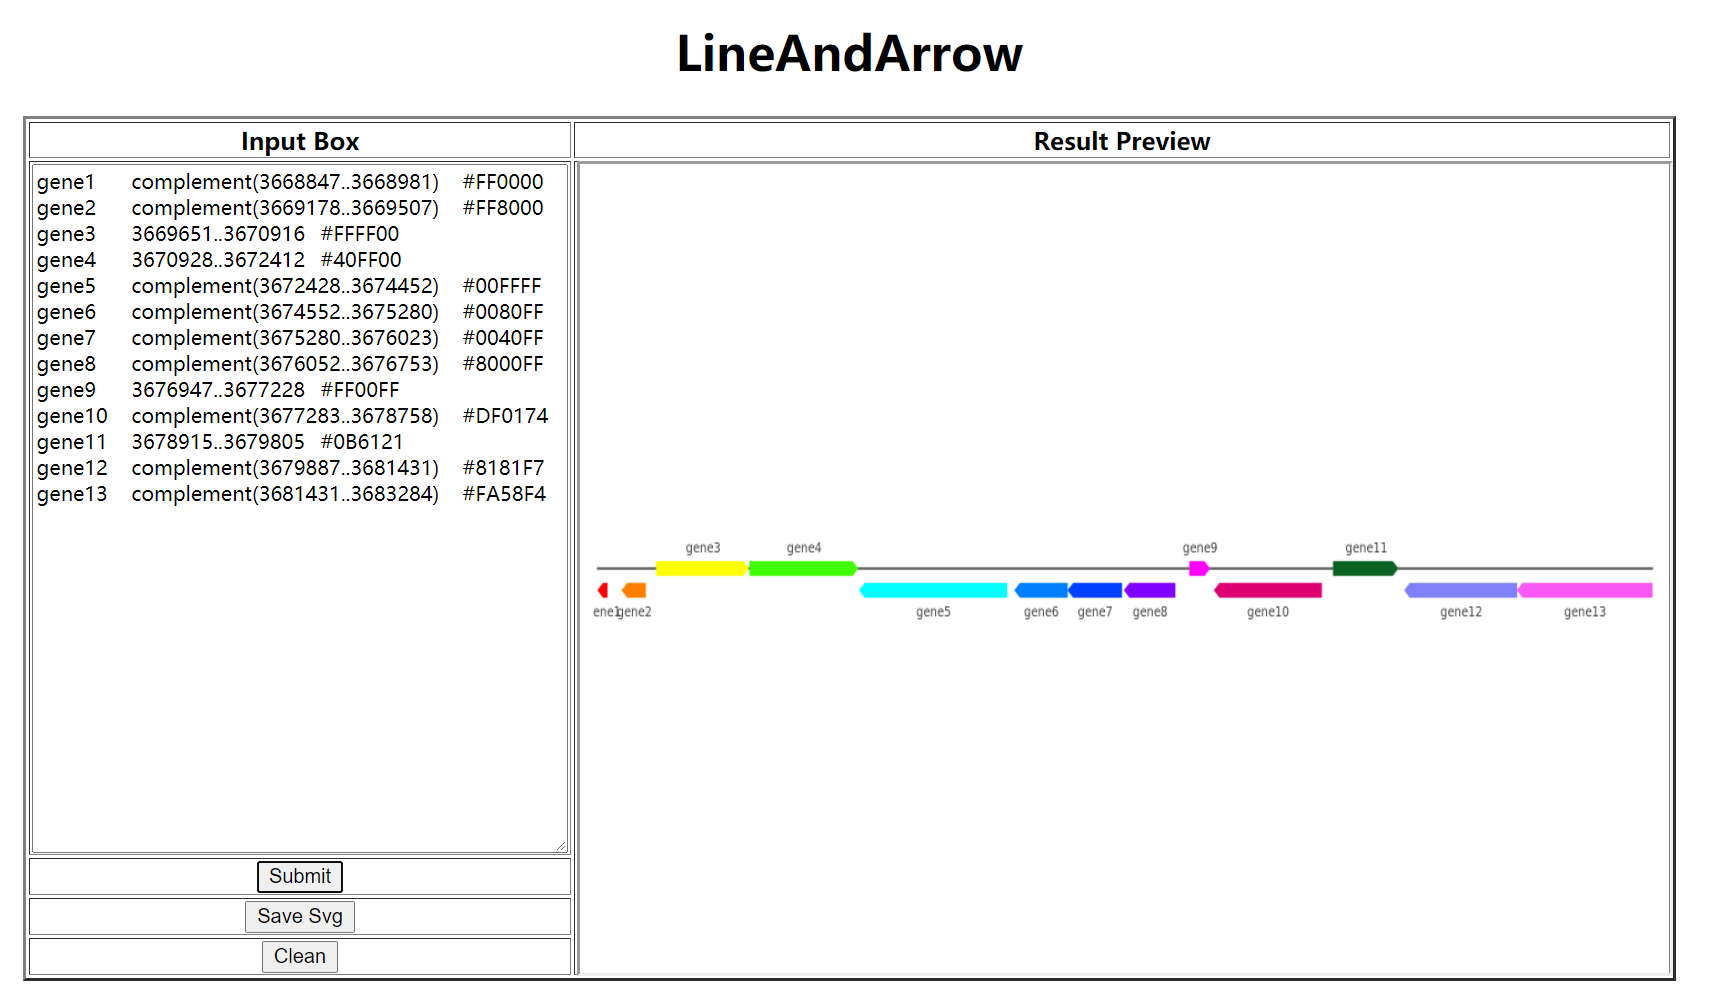 LineAndArrow
Input Box
Result Preview
gene1 complement(3668847..3668981) #FF0000
gene2 complement(3669178..3669507) #FF8000
gene3 3669651..3670916 #FFFF00
gene4 3670928..3672412 #40FF00
gene5 complement(3672428..3674452) #00FFFF
gene6 complement(3674552..3675280) #0080FF
gene7 complement(3675280..3676023) #0040FF
gene8 complement(3676052..3676753) #8000FF
gene9 3676947..3677228 #FF00FF
gene10 complement(3677283..3678758) #DF0174
gene11 3678915..3679805 #0B6121
gene12 complement(3679887..3681431) #8181F7
gene13 complement(3681431..3683284) #FA58F4
gene3 gene4 gene9 gene11
ene1 gene2 gene5 gene6 gene7 gene8 gene10 gene12 gene13
Submit
Save Svg
Clean